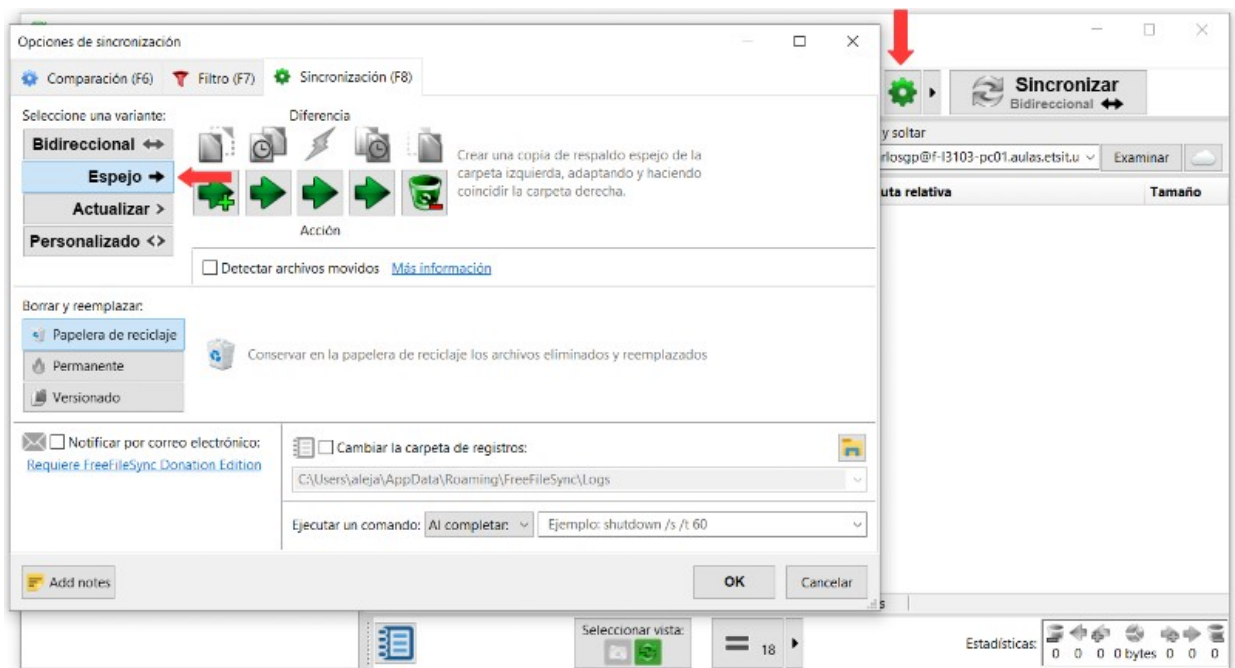 Opciones de sincronización
Comparación (F6)
Filtro (F7)
Sincronización (F8)
Seleccione una variante:
Diferencia
Bidireccional
Espejo
Actualizar >
Personalizado <>
Crear una copia de respaldo espejo de la
carpeta izquierda, adaptando y haciendo
coincidir la carpeta derecha.
Acción
Detectar archivos movidos Más información
Borrar y reemplazar:
Papelera de reciclaje
Permanente
Versionado
Conservar en la papelera de reciclaje los archivos eliminados y reemplazados
Notificar por correo electrónico:
Requiere FreeFileSync Donation Edition
Cambiar la carpeta de registros:
C:\Users\aleja\AppData\Roaming\FreeFileSync\Logs
Ejecutar un comando: Al completar: Ejemplo: shutdown /s /t 60
Add notes
OK
Cancelar
Sincronizar
Bidireccional
y soltar
rlosgp@f-l3103-pc01.aulas.etsit.u
Examinar
uta relativa
Tamaño
s
Seleccionar vista:
18
Estadísticas:
0 0 0 0 bytes 0 0 0